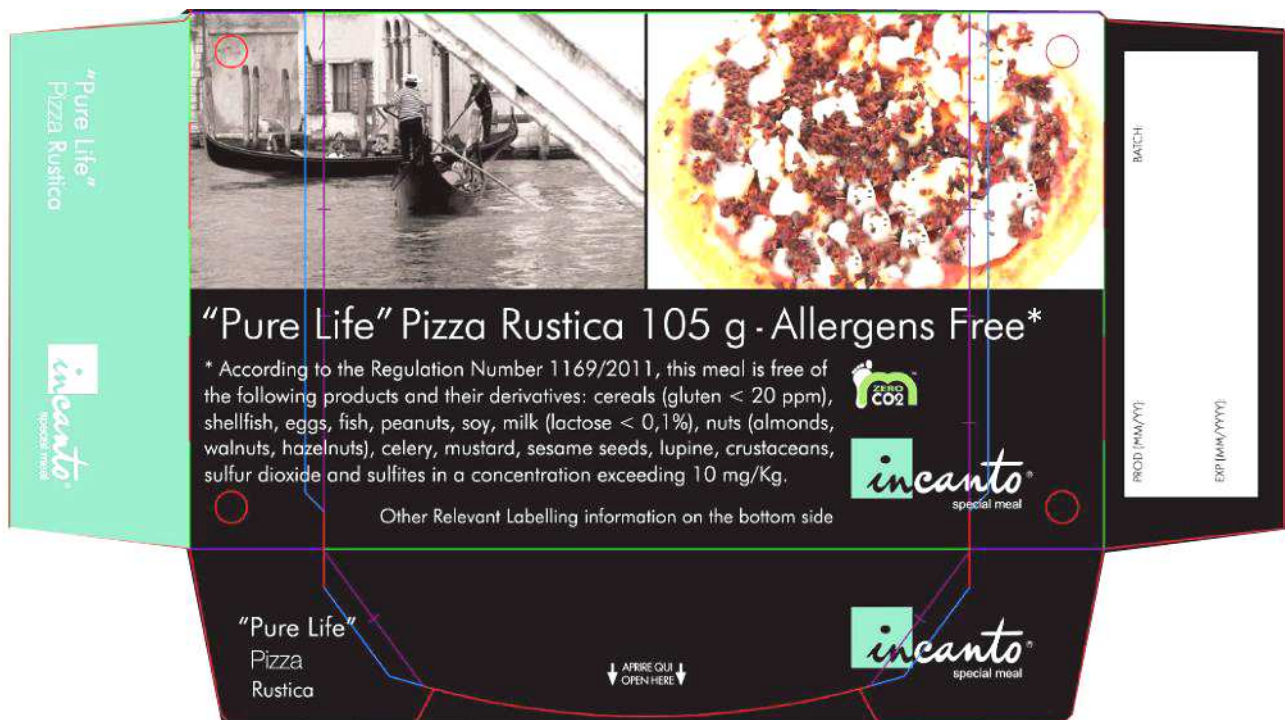 "Pure Life"
Pizza Rustica
incanto®
special meal
"Pure Life" Pizza Rustica 105 g - Allergens Free*
* According to the Regulation Number 1169/2011, this meal is free of
the following products and their derivatives: cereals (gluten < 20 ppm),
shellfish, eggs, fish, peanuts, soy, milk (lactose < 0,1%), nuts (almonds,
walnuts, hazelnuts), celery, mustard, sesame seeds, lupine, crustaceans,
sulfur dioxide and sulfites in a concentration exceeding 10 mg/Kg.
Other Relevant Labelling information on the bottom side
ZERO
CO2
™
incanto®
special meal
PROD (MM/YY):
BATCH:
EXP (MM/YYYY):
"Pure Life"
Pizza
Rustica
APRIRE QUI
OPEN HERE
incanto®
special meal